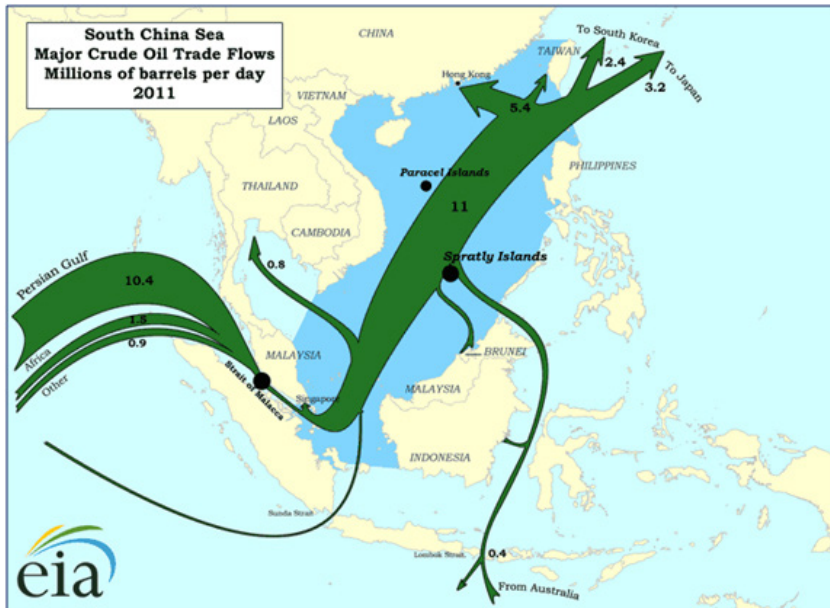 South China Sea
Major Crude Oil Trade Flows
Millions of barrels per day
2011
CHINA
TAIWAN
To South Korea
2.4
To Japan
3.2
Hong Kong
5.4
VIETNAM
LAOS
Paracel Islands
PHILIPPINES
THAILAND
11
CAMBODIA
Spratly Islands
0.8
Persian Gulf
10.4
1.5
Africa
0.9
Other
MALAYSIA
BRUNEI
Strait of Malacca
Singapore
MALAYSIA
INDONESIA
Sunda Strait
Lombok Strait
0.4
From Australia
eia